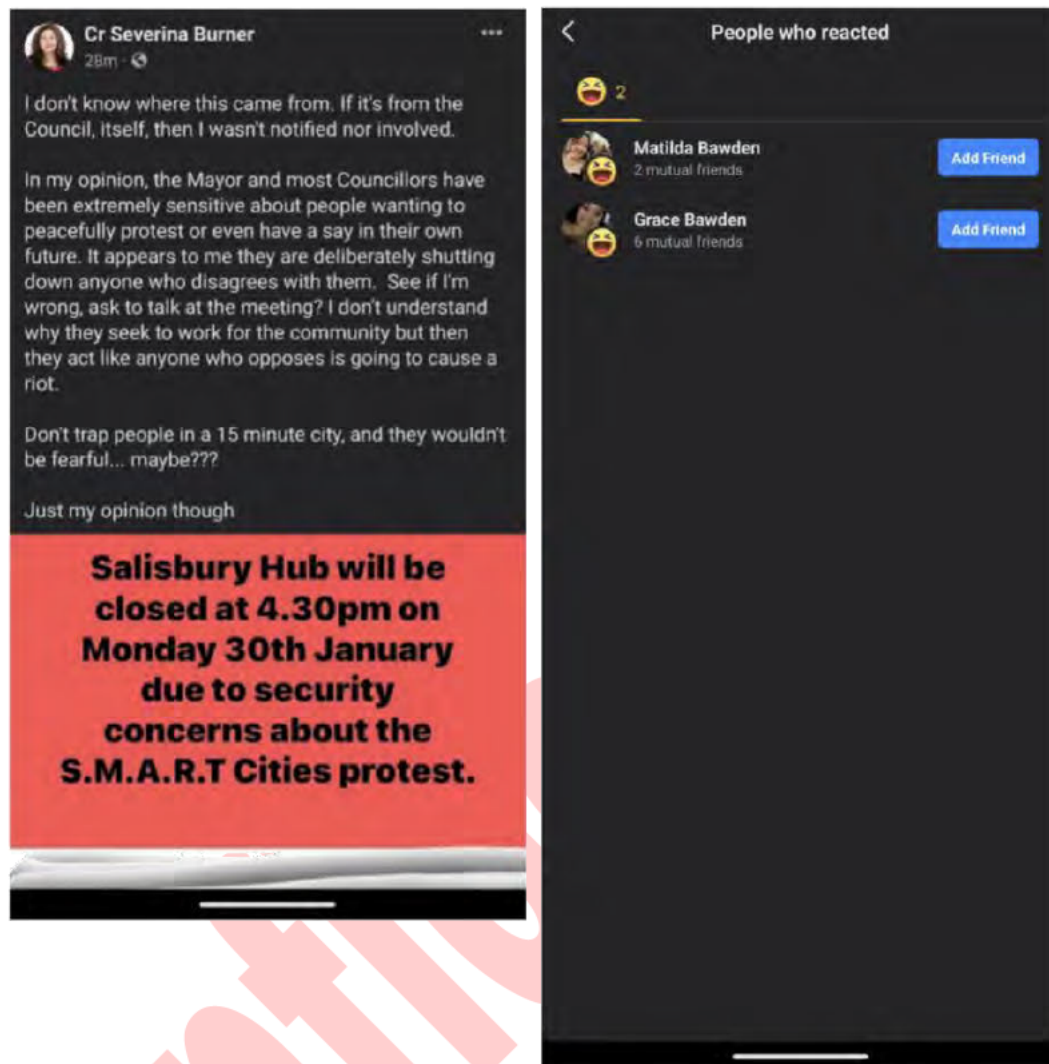 Cr Severina Burner
28m
I don't know where this came from. If it's from the
Council, itself, then I wasn't notified nor involved.
In my opinion, the Mayor and most Councillors have
been extremely sensitive about people wanting to
peacefully protest or even have a say in their own
future. It appears to me they are deliberately shutting
down anyone who disagrees with them. See if I'm
wrong, ask to talk at the meeting? I don't understand
why they seek to work for the community but then
they act like anyone who opposes is going to cause a
riot.
Don't trap people in a 15 minute city, and they wouldn't
be fearful... maybe???
Just my opinion though
Salisbury Hub will be
closed at 4.30pm on
Monday 30th January
due to security
concerns about the
S.M.A.R.T Cities protest.
People who reacted
2
Matilda Bawden
2 mutual friends
Add Friend
Grace Bawden
6 mutual friends
Add Friend